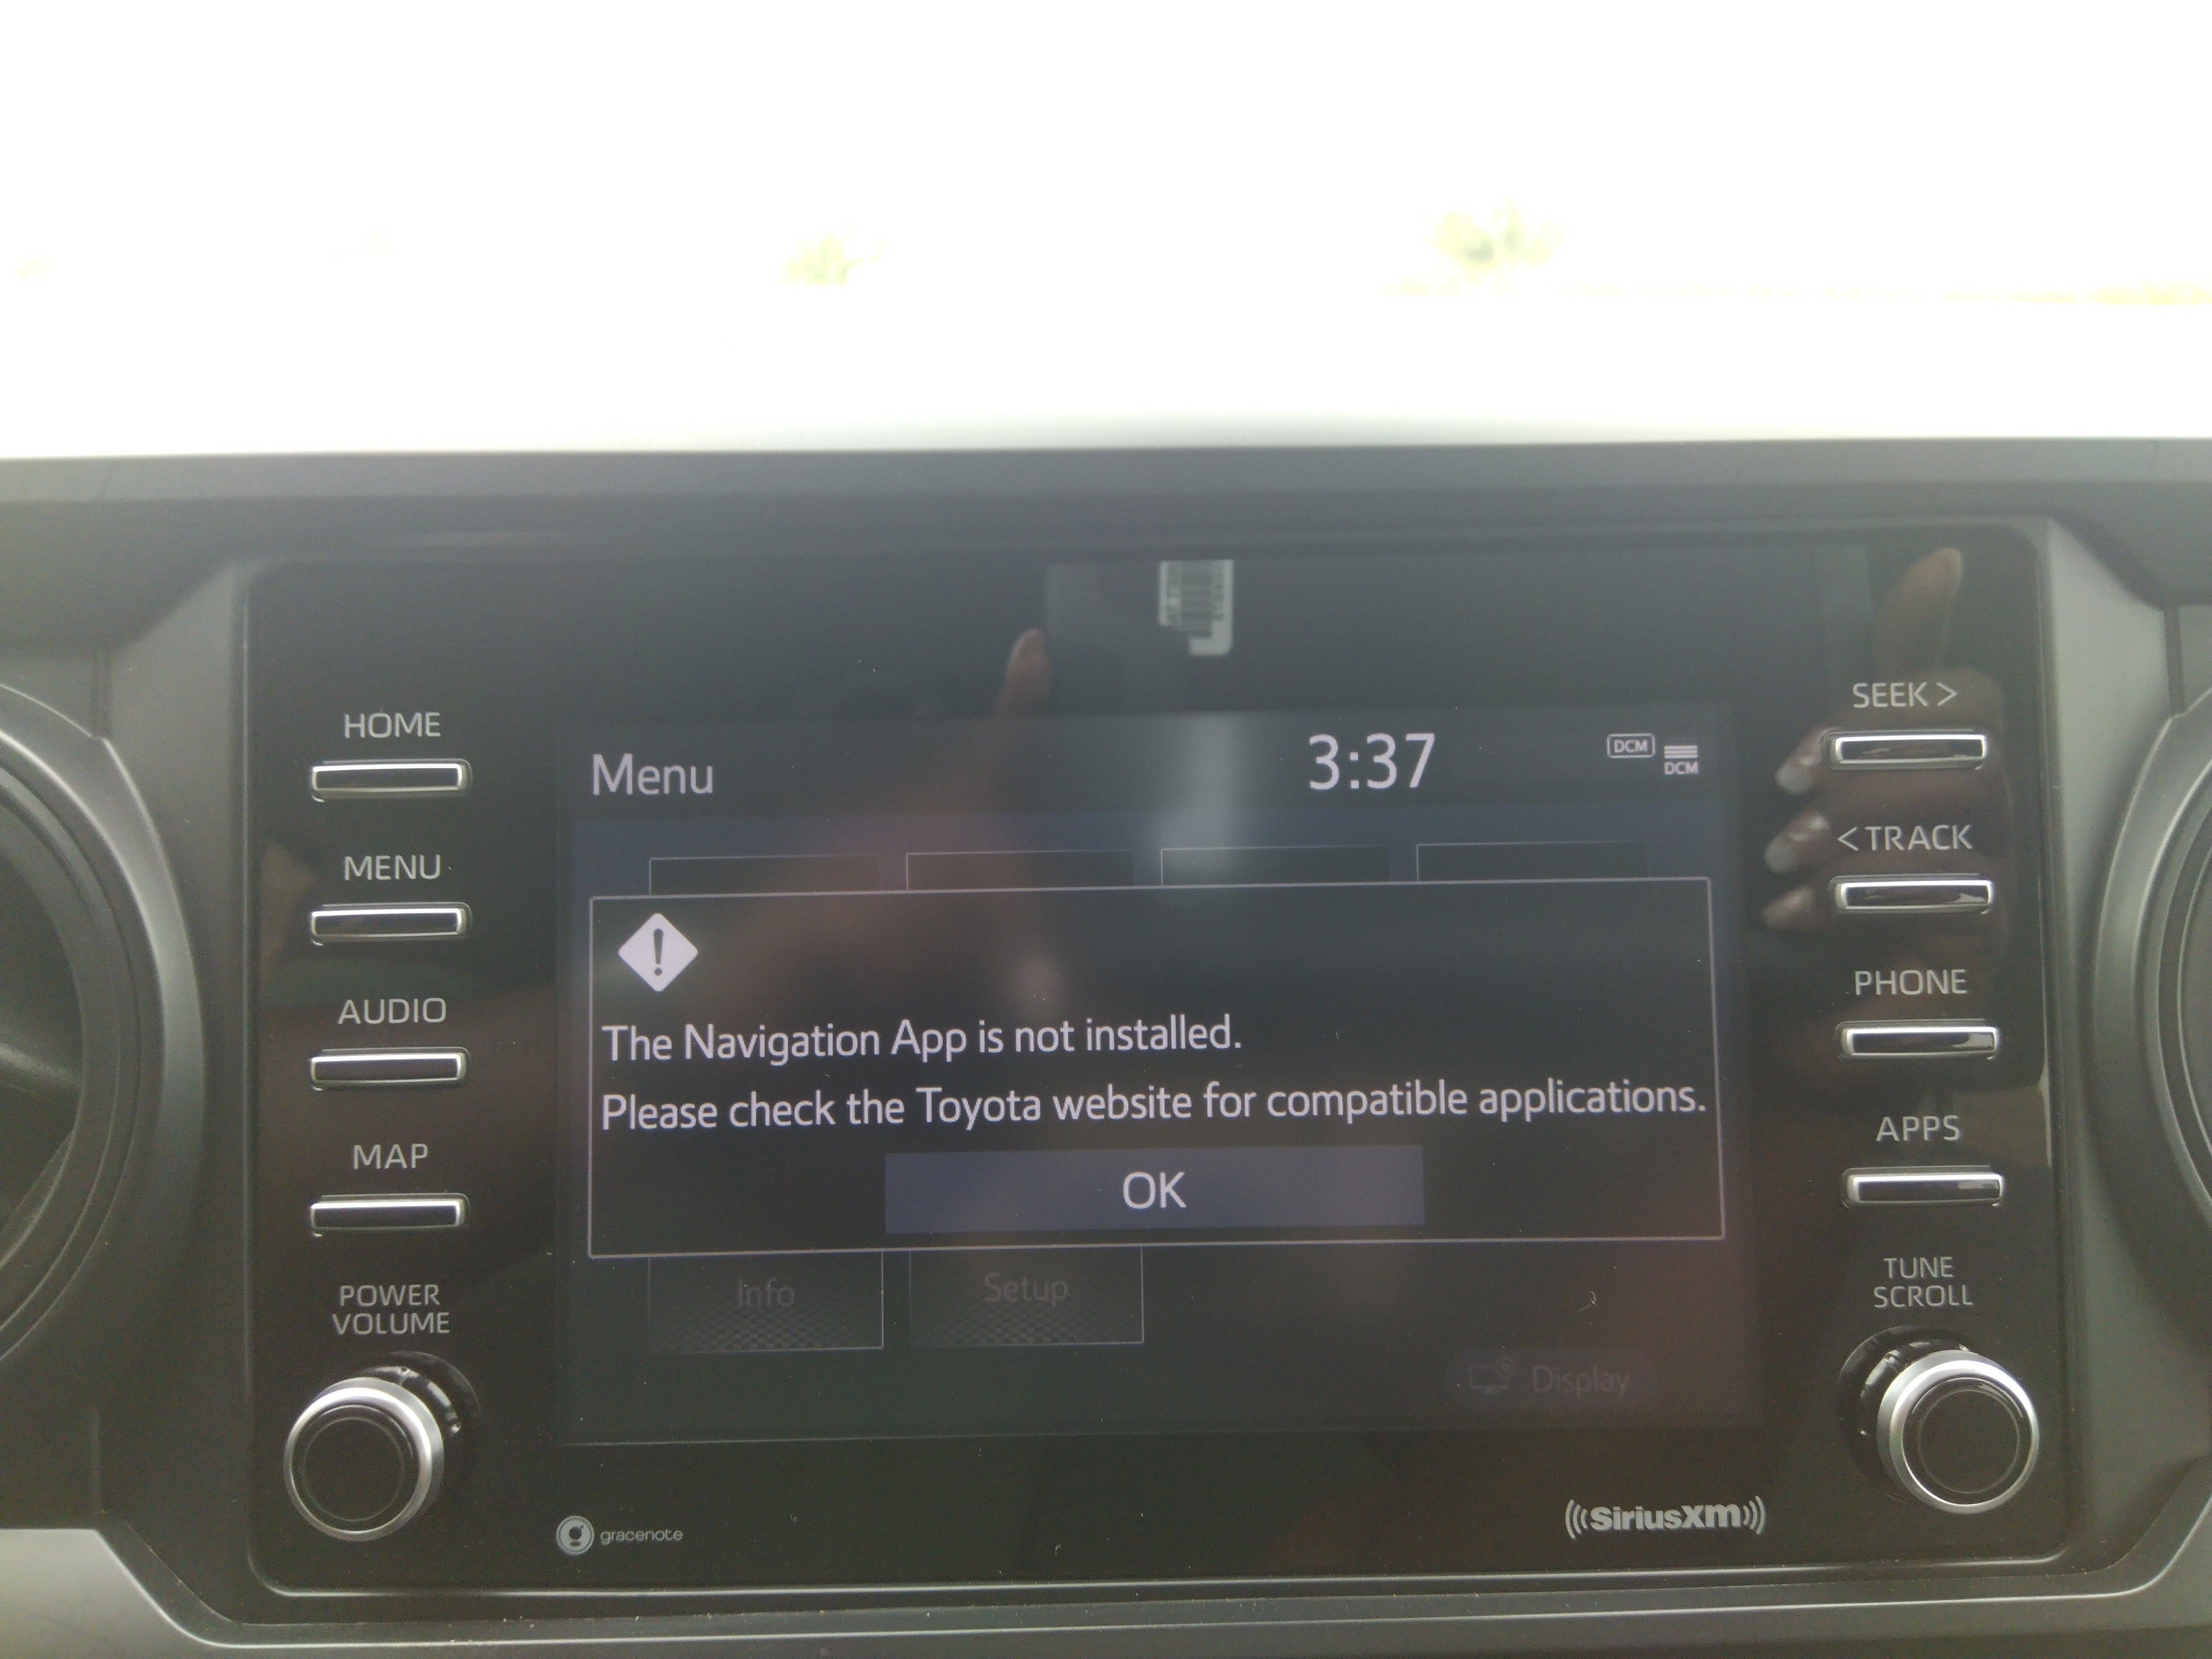 HOME
MENU
AUDIO
MAP
POWER
VOLUME
Menu
3:37
DCM
DCM
The Navigation App is not installed.
Please check the Toyota website for compatible applications.
OK
Info
Setup
Display
gracenote
SiriusXM
SEEK >
< TRACK
PHONE
APPS
TUNE
SCROLL